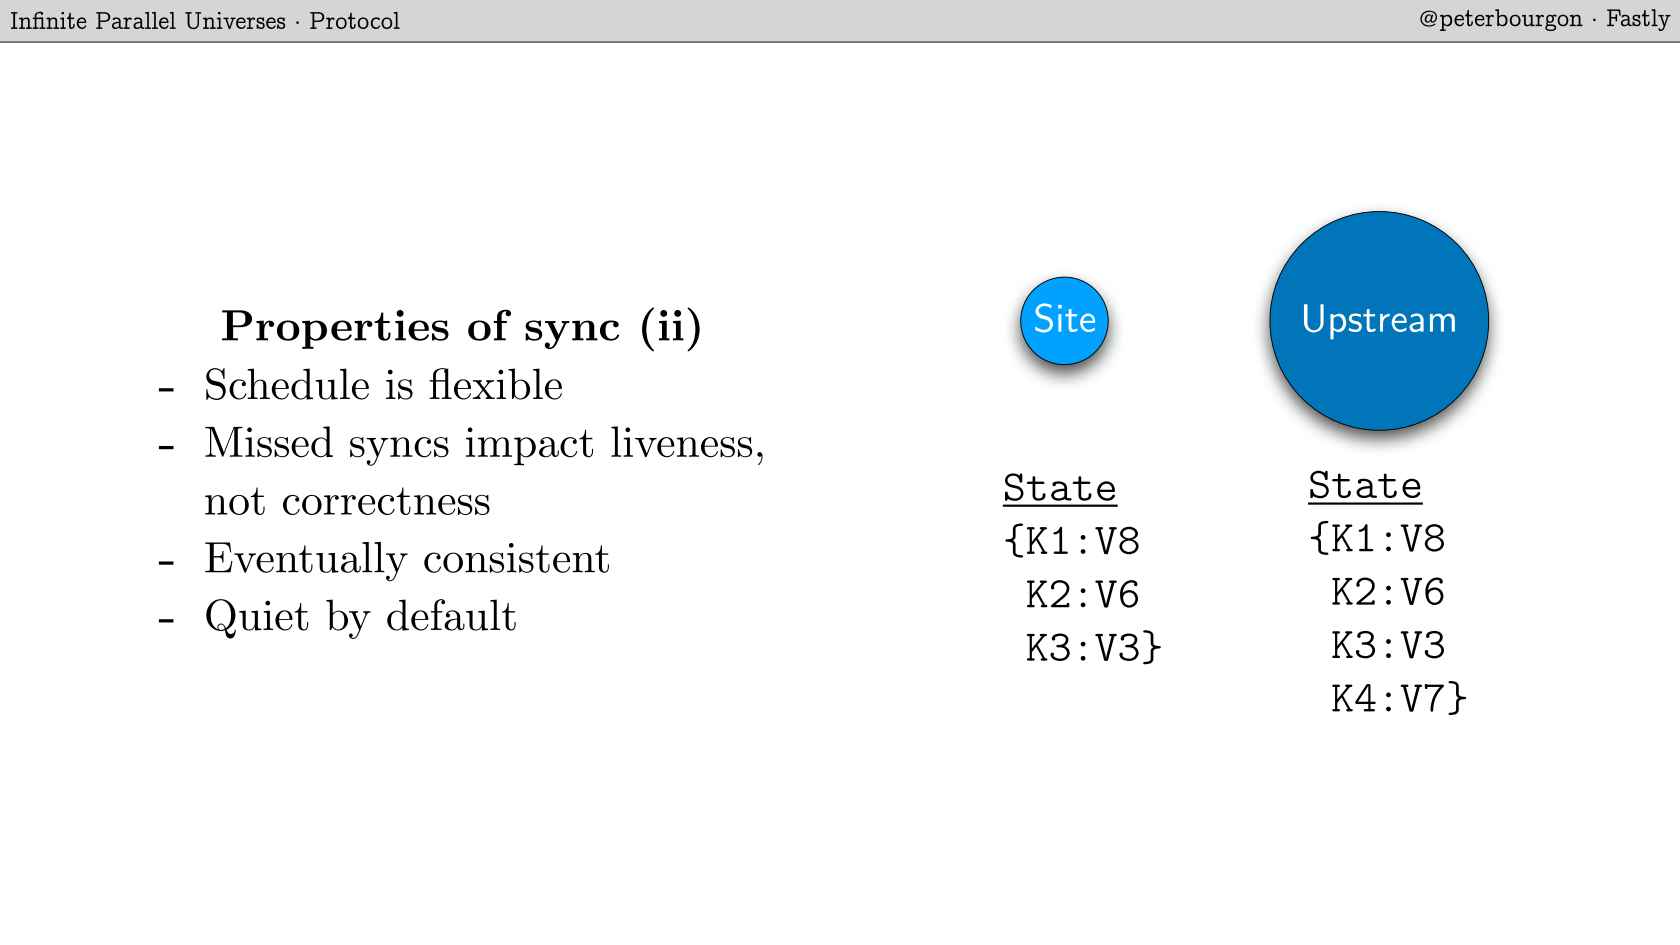 Infinite Parallel Universes · Protocol
@peterbourgon · Fastly
Properties of sync (ii)
- Schedule is flexible
- Missed syncs impact liveness,
not correctness
- Eventually consistent
- Quiet by default
Site
State
{K1:V8
K2:V6
K3:V3}
Upstream
State
{K1:V8
K2:V6
K3:V3
K4:V7}